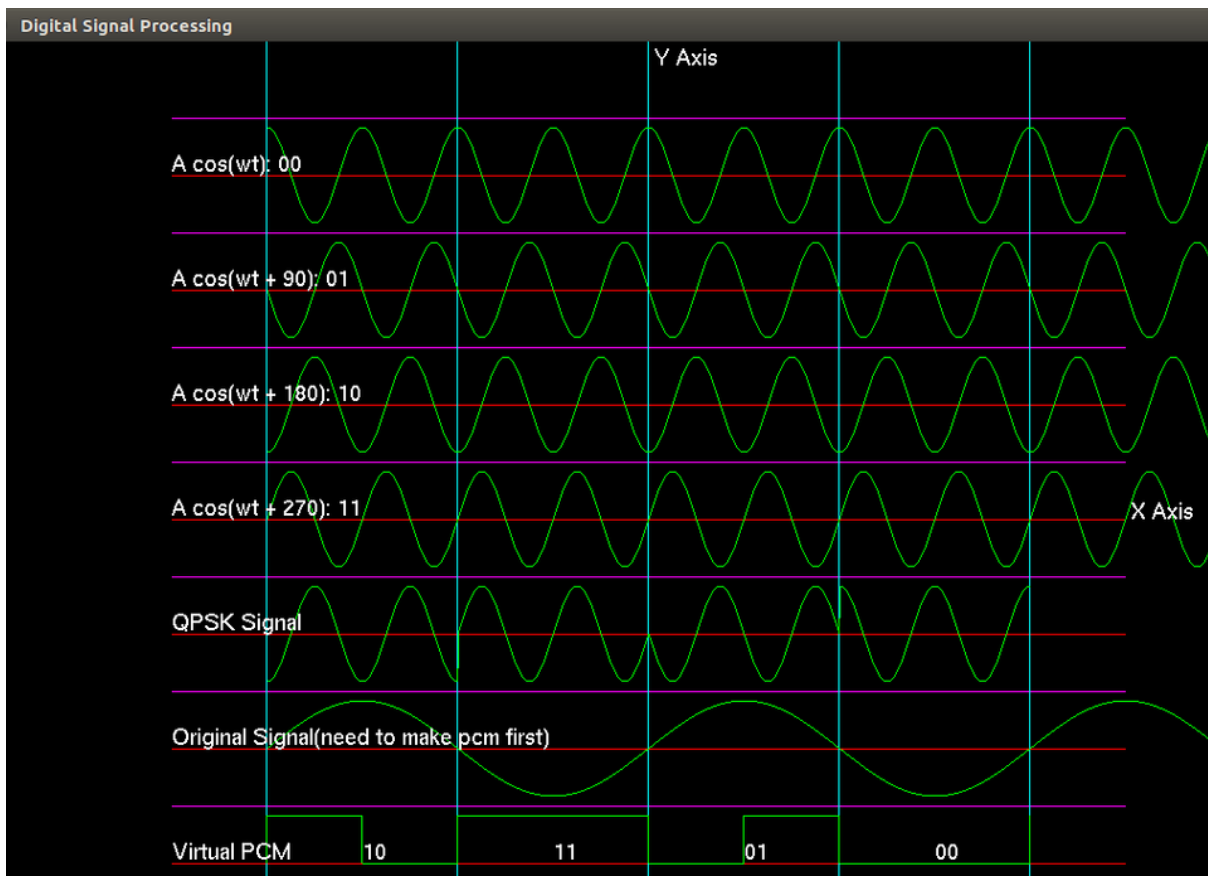 Digital Signal Processing
Y Axis
A cos(wt): 00
A cos(wt + 90): 01
A cos(wt + 180): 10
A cos(wt + 270): 11
X Axis
QPSK Signal
Original Signal(need to make pcm first)
Virtual PCM 10 11 01 00